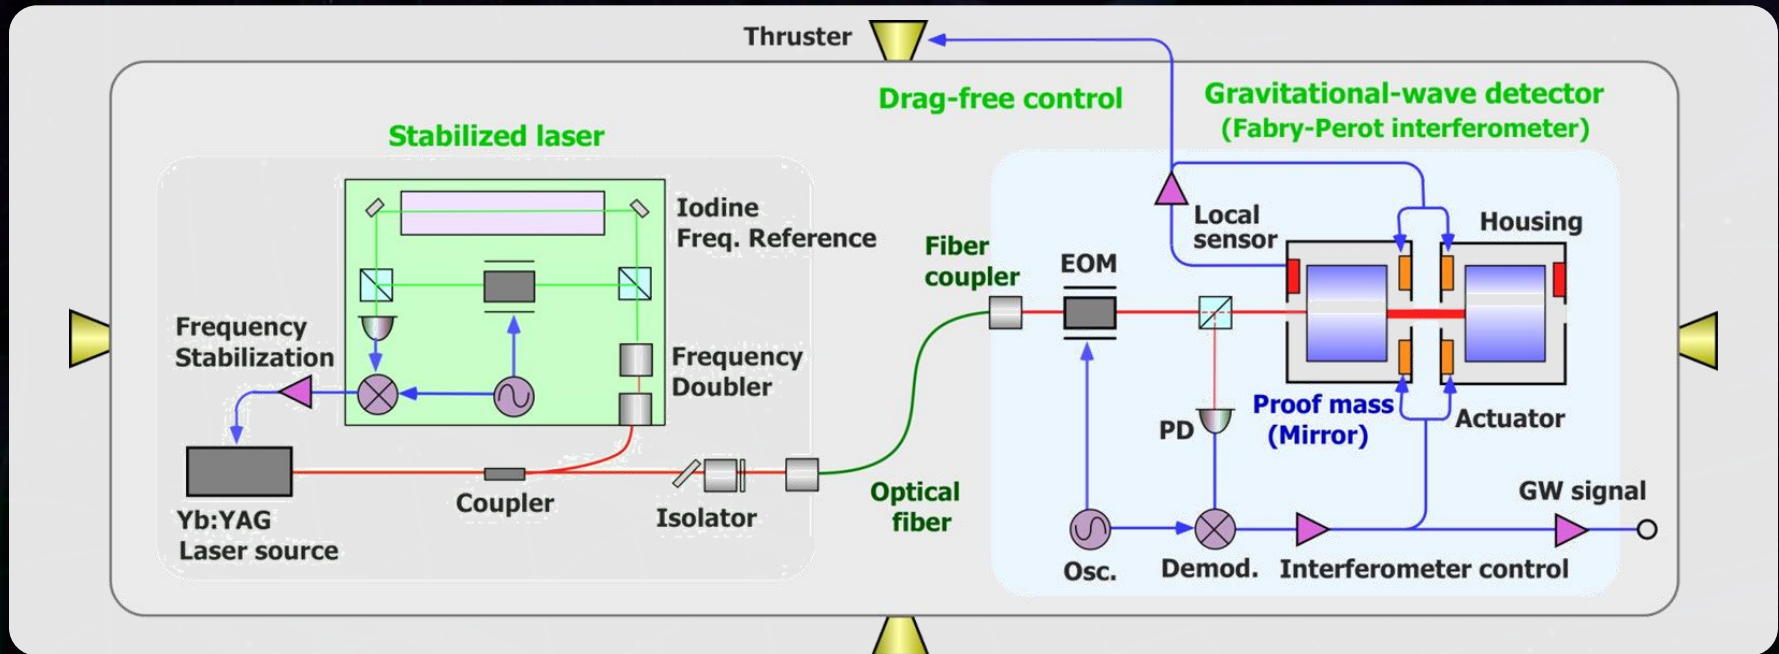 Thruster
Drag-free control
Gravitational-wave detector
(Fabry-Perot interferometer)
Stabilized laser
Iodine
Freq. Reference
Local
sensor
Housing
Fiber
coupler
EOM
Frequency
Stabilization
Frequency
Doubler
Proof mass
(Mirror)
Actuator
PD
Coupler
Isolator
Optical
fiber
GW signal
Yb:YAG
Laser source
Osc.
Demod.
Interferometer control